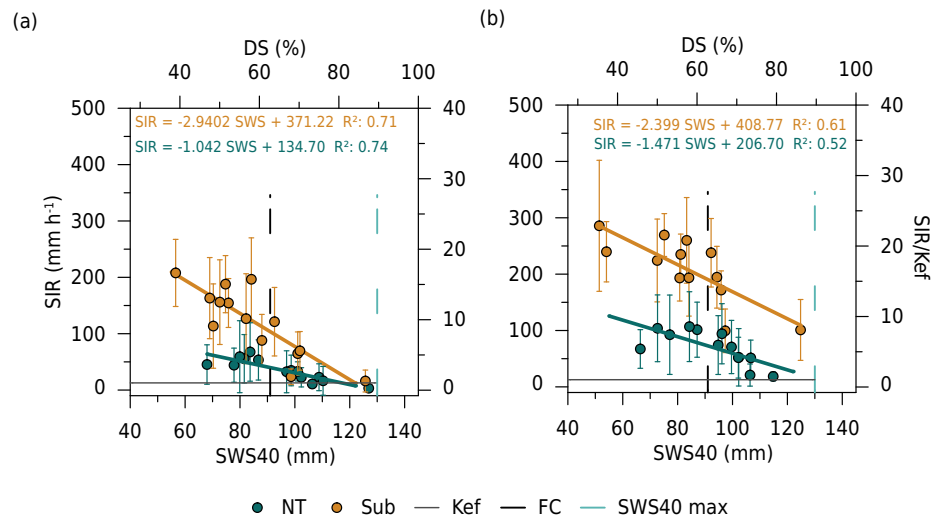 (a)
DS (%)
40 60 80 100
SIR = -2.9402 SWS + 371.22 R²: 0.71
SIR = -1.042 SWS + 134.70 R²: 0.74
SIR (mm h⁻¹)
500
400
300
200
100
0
40
30
20
10
0
40 60 80 100 120 140
SWS40 (mm)
(b)
DS (%)
40 60 80 100
SIR = -2.399 SWS + 408.77 R²: 0.61
SIR = -1.471 SWS + 206.70 R²: 0.52
500
400
300
200
100
0
40
30
20
10
0
SIR/Kef
40 60 80 100 120 140
SWS40 (mm)
NT Sub Kef FC SWS40 max